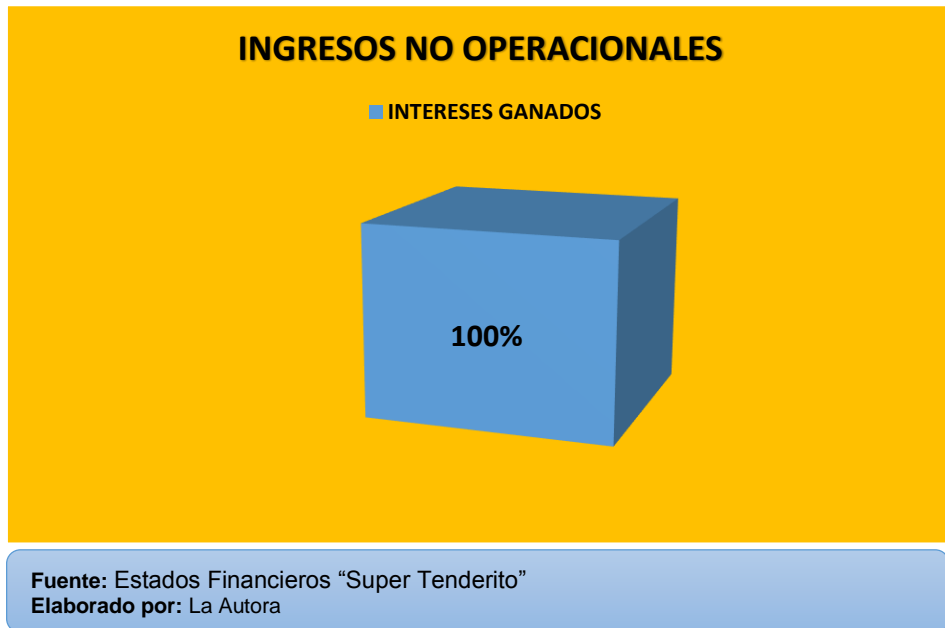 INGRESOS NO OPERACIONALES
INTERESES GANADOS
100%
Fuente: Estados Financieros “Super Tenderito”
Elaborado por: La Autora